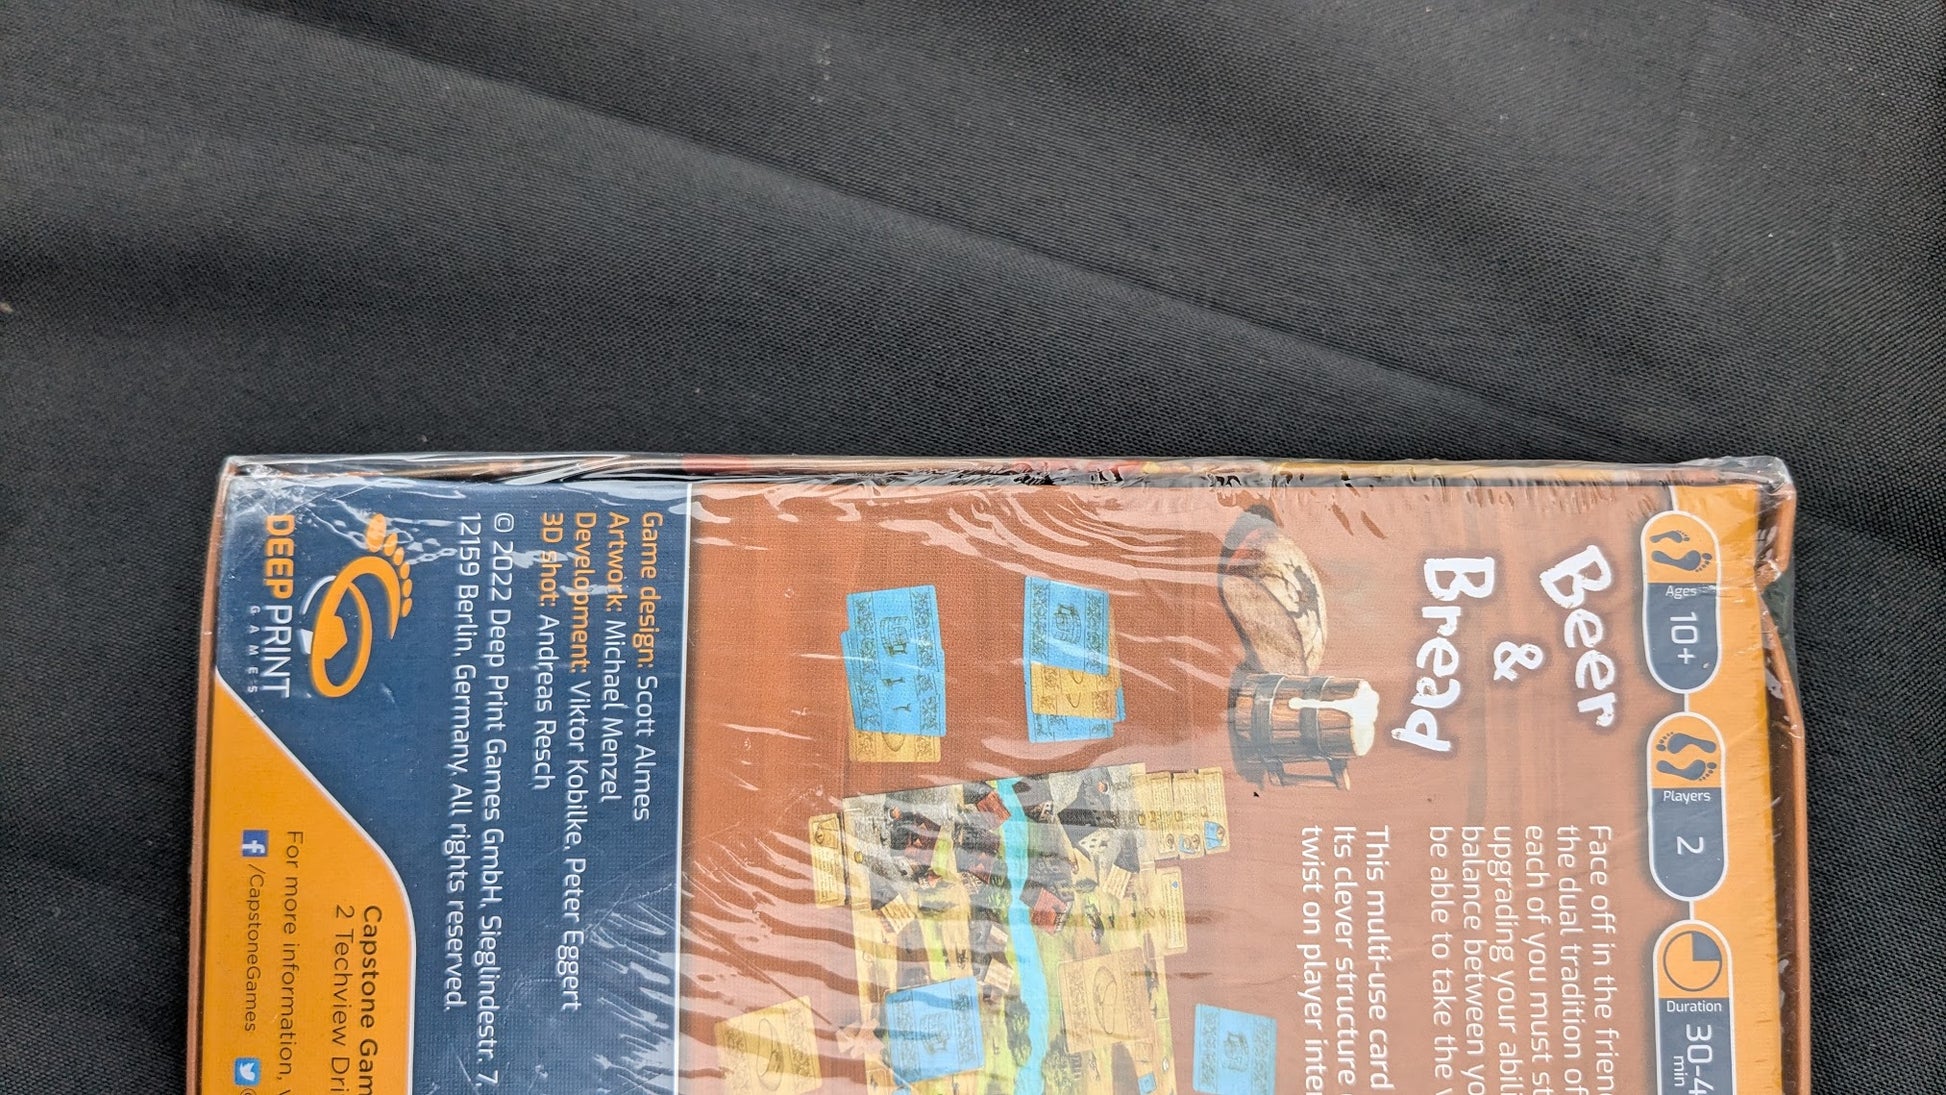 Ages
10+
Players
2
Duration
30-4
min
Beer
&
Bread
Face off in the frien
the dual tradition of
each of you must st
upgrading your abili
balance between yo
be able to take the v
This multi-use card
Its clever structure
twist on player inter
Game design: Scott Almes
Artwork: Michael Menzel
Development: Viktor Kobilke, Peter Eggert
3D shot: Andreas Resch
© 2022 Deep Print Games GmbH, Sieglindestr. 7,
12159 Berlin, Germany. All rights reserved.
DEEP PRINT
GAMES
Capstone Gam
2 Techview Dri
For more information, v
/CapstoneGames